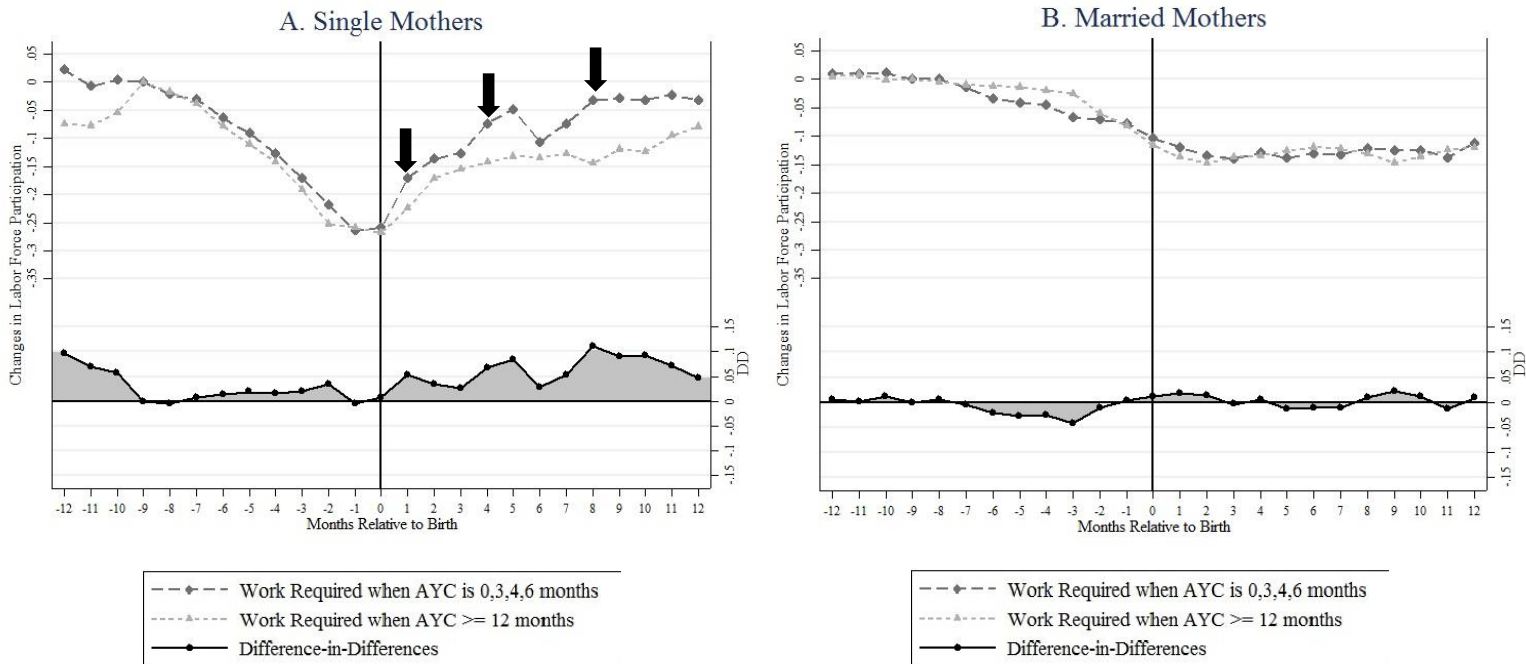 A. Single Mothers
Changes in Labor Force Participation
.05
0
-.05
-.1
-.15
-.2
-.25
-.3
-.35
.15
.1
.05
0
-.05
-.1
-.15
DD
-12 -11 -10 -9 -8 -7 -6 -5 -4 -3 -2 -1 0 1 2 3 4 5 6 7 8 9 10 11 12
Months Relative to Birth
Work Required when AYC is 0,3,4,6 months
Work Required when AYC >= 12 months
Difference-in-Differences
B. Married Mothers
Changes in Labor Force Participation
.05
0
-.05
-.1
-.15
-.2
-.25
-.3
-.35
.15
.1
.05
0
-.05
-.1
-.15
DD
-12 -11 -10 -9 -8 -7 -6 -5 -4 -3 -2 -1 0 1 2 3 4 5 6 7 8 9 10 11 12
Months Relative to Birth
Work Required when AYC is 0,3,4,6 months
Work Required when AYC >= 12 months
Difference-in-Differences